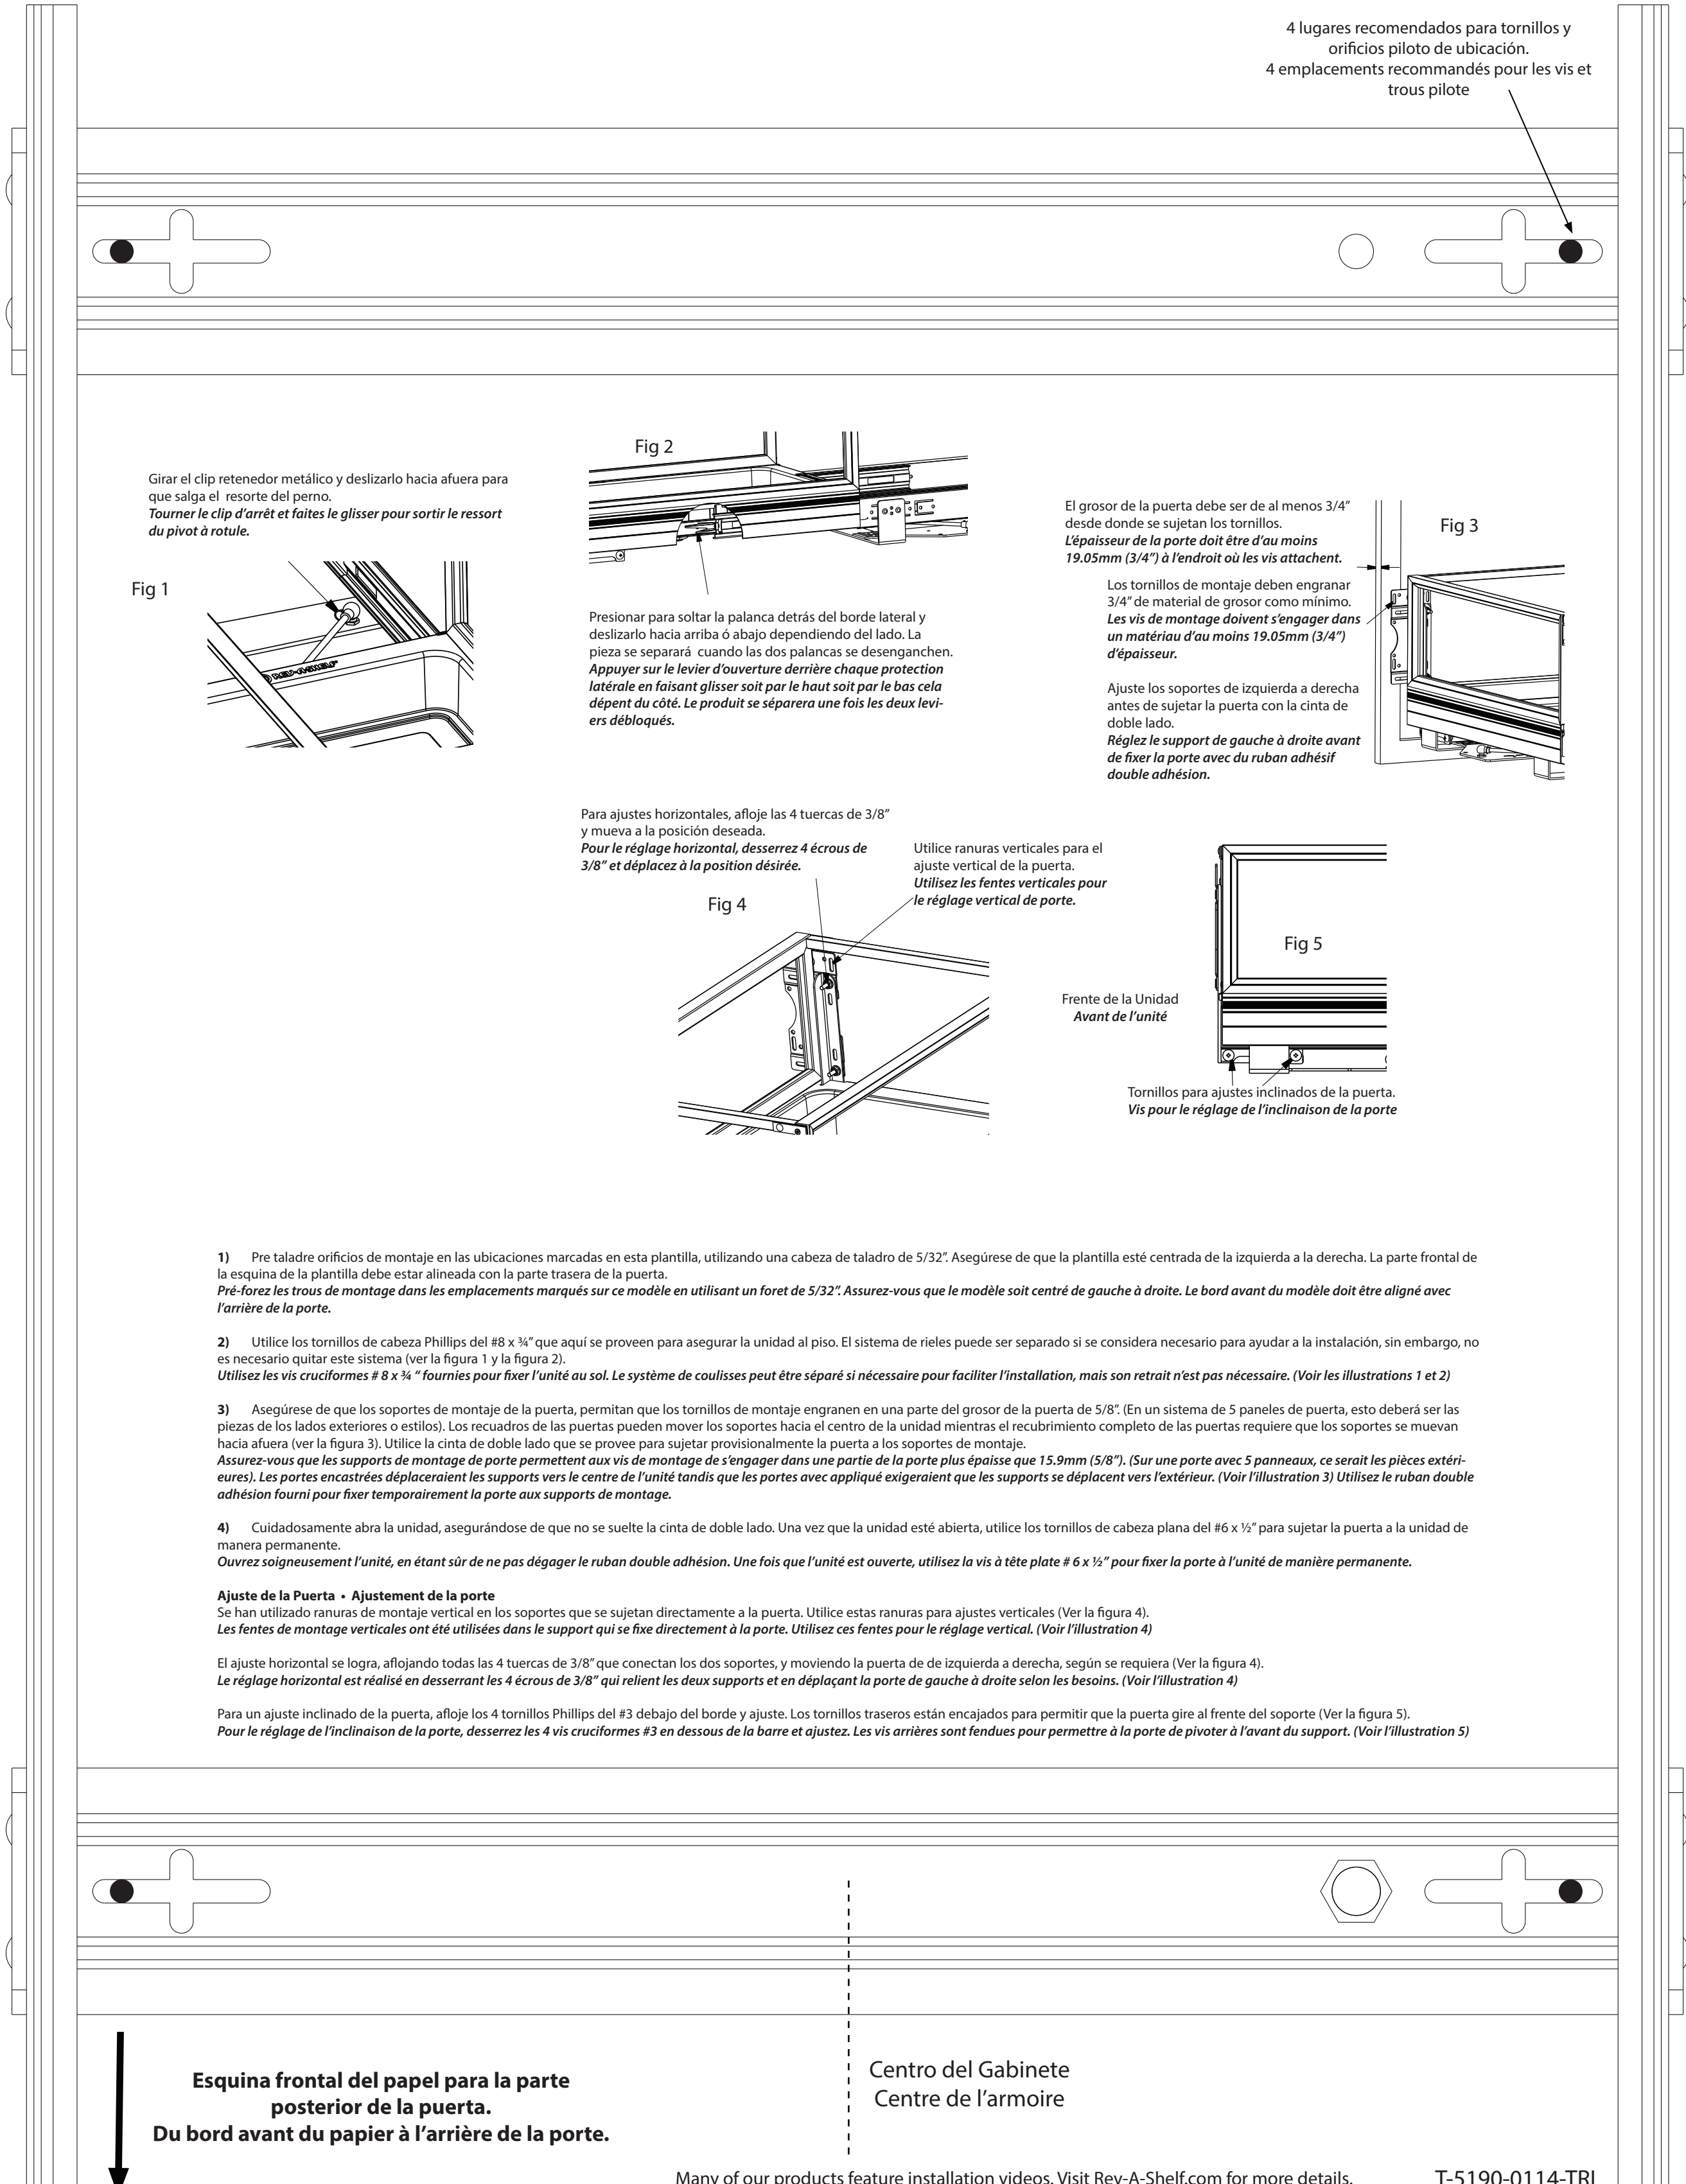 4 lugares recomendados para tornillos y
orificios piloto de ubicación.
4 emplacements recommandés pour les vis et
trous pilote
Fig 2
Girar el clip retenedor metálico y deslizarlo hacia afuera para
que salga el resorte del perno.
Tourner le clip d’arrêt et faites le glisser pour sortir le ressort
du pivot à rotule.
Fig 1
REV-A-SHELF
Presionar para soltar la palanca detrás del borde lateral y
deslizarlo hacia arriba ó abajo dependiendo del lado. La
pieza se separará cuando las dos palancas se desenganchen.
Appuyer sur le levier d’ouverture derrière chaque protection
latérale en faisant glisser soit par le haut soit par le bas cela
dépent du côté. Le produit se séparera une fois les deux levi-
ers débloqués.
El grosor de la puerta debe ser de al menos 3/4”
desde donde se sujetan los tornillos.
L’épaisseur de la porte doit être d’au moins
19.05mm (3/4”) à l’endroit où les vis attachent.
Fig 3
Los tornillos de montaje deben engranar
3/4” de material de grosor como mínimo.
Les vis de montage doivent s’engager dans
un matériau d’au moins 19.05mm (3/4”)
d’épaisseur.
Ajuste los soportes de izquierda a derecha
antes de sujetar la puerta con la cinta de
doble lado.
Réglez le support de gauche à droite avant
de fixer la porte avec du ruban adhésif
double adhésion.
Para ajustes horizontales, afloje las 4 tuercas de 3/8”
y mueva a la posición deseada.
Pour le réglage horizontal, desserrez 4 écrous de
3/8” et déplacez à la position désirée.
Utilice ranuras verticales para el
ajuste vertical de la puerta.
Utilisez les fentes verticales pour
le réglage vertical de porte.
Fig 4
Fig 5
Frente de la Unidad
Avant de l’unité
Tornillos para ajustes inclinados de la puerta.
Vis pour le réglage de l’inclinaison de la porte
1) Pre taladre orificios de montaje en las ubicaciones marcadas en esta plantilla, utilizando una cabeza de taladro de 5/32”. Asegúrese de que la plantilla esté centrada de la izquierda a la derecha. La parte frontal de
la esquina de la plantilla debe estar alineada con la parte trasera de la puerta.
Pré-forez les trous de montage dans les emplacements marqués sur ce modèle en utilisant un foret de 5/32”. Assurez-vous que le modèle soit centré de gauche à droite. Le bord avant du modèle doit être aligné avec
l’arrière de la porte.
2) Utilice los tornillos de cabeza Phillips del #8 x ¾” que aquí se proveen para asegurar la unidad al piso. El sistema de rieles puede ser separado si se considera necesario para ayudar a la instalación, sin embargo, no
es necesario quitar este sistema (ver la figura 1 y la figura 2).
Utilisez les vis cruciformes # 8 x ¾ “ fournies pour fixer l’unité au sol. Le système de coulisses peut être séparé si nécessaire pour faciliter l’installation, mais son retrait n’est pas nécessaire. (Voir les illustrations 1 et 2)
3) Asegúrese de que los soportes de montaje de la puerta, permitan que los tornillos de montaje engranen en una parte del grosor de la puerta de 5/8”. (En un sistema de 5 paneles de puerta, esto deberá ser las
piezas de los lados exteriores o estilos). Los recuadros de las puertas pueden mover los soportes hacia el centro de la unidad mientras el recubrimiento completo de las puertas requiere que los soportes se muevan
hacia afuera (ver la figura 3). Utilice la cinta de doble lado que se provee para sujetar provisionalmente la puerta a los soportes de montaje.
Assurez-vous que les supports de montage de porte permettent aux vis de montage de s’engager dans une partie de la porte plus épaisse que 15.9mm (5/8”). (Sur une porte avec 5 panneaux, ce serait les pièces extéri-
eures). Les portes encastrées déplaceraient les supports vers le centre de l’unité tandis que les portes avec appliqué exigeraient que les supports se déplacent vers l’extérieur. (Voir l’illustration 3) Utilisez le ruban double
adhésion fourni pour fixer temporairement la porte aux supports de montage.
4) Cuidadosamente abra la unidad, asegurándose de que no se suelte la cinta de doble lado. Una vez que la unidad esté abierta, utilice los tornillos de cabeza plana del #6 x ½” para sujetar la puerta a la unidad de
manera permanente.
Ouvrez soigneusement l’unité, en étant sûr de ne pas dégager le ruban double adhésion. Une fois que l’unité est ouverte, utilisez la vis à tête plate # 6 x ½” pour fixer la porte à l’unité de manière permanente.
Ajuste de la Puerta • Ajustement de la porte
Se han utilizado ranuras de montaje vertical en los soportes que se sujetan directamente a la puerta. Utilice estas ranuras para ajustes verticales (Ver la figura 4).
Les fentes de montage verticales ont été utilisées dans le support qui se fixe directement à la porte. Utilisez ces fentes pour le réglage vertical. (Voir l’illustration 4)
El ajuste horizontal se logra, aflojando todas las 4 tuercas de 3/8” que conectan los dos soportes, y moviendo la puerta de de izquierda a derecha, según se requiera (Ver la figura 4).
Le réglage horizontal est réalisé en desserrant les 4 écrous de 3/8” qui relient les deux supports et en déplaçant la porte de gauche à droite selon les besoins. (Voir l’illustration 4)
Para un ajuste inclinado de la puerta, afloje los 4 tornillos Phillips del #3 debajo del borde y ajuste. Los tornillos traseros están encajados para permitir que la puerta gire al frente del soporte (Ver la figura 5).
Pour le réglage de l’inclinaison de la porte, desserrez les 4 vis cruciformes #3 en dessous de la barre et ajustez. Les vis arrières sont fendues pour permettre à la porte de pivoter à l’avant du support. (Voir l’illustration 5)
Esquina frontal del papel para la parte
posterior de la puerta.
Du bord avant du papier à l’arrière de la porte.
Centro del Gabinete
Centre de l’armoire
Many of our products feature installation videos. Visit Rev-A-Shelf.com for more details.
T-5190-0114-TRL